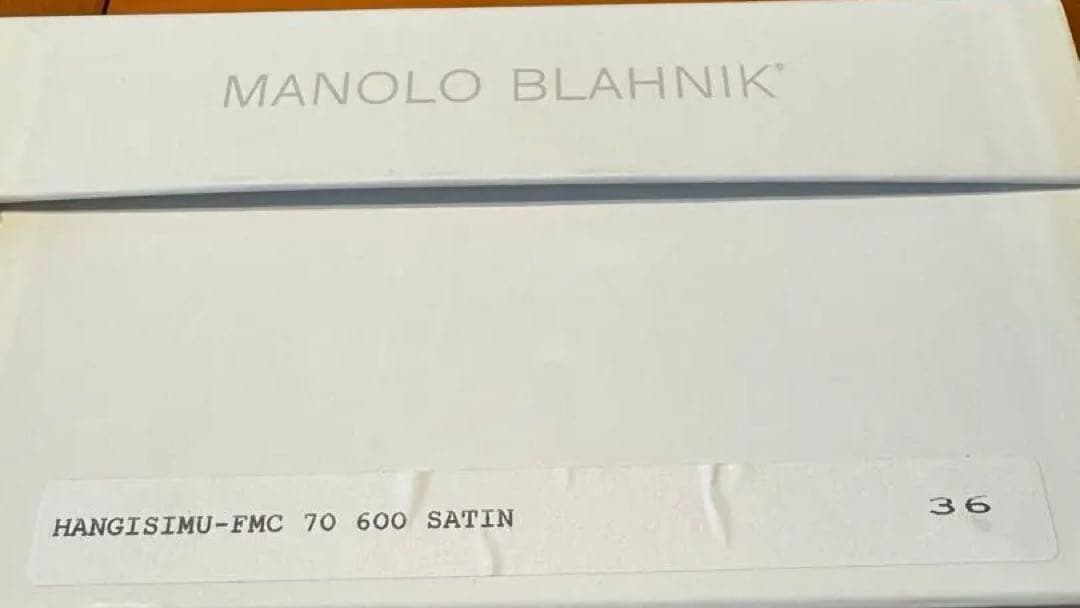 MANOLO BLAHNIK®
HANGISIMU-FMC 70 600 SATIN 36